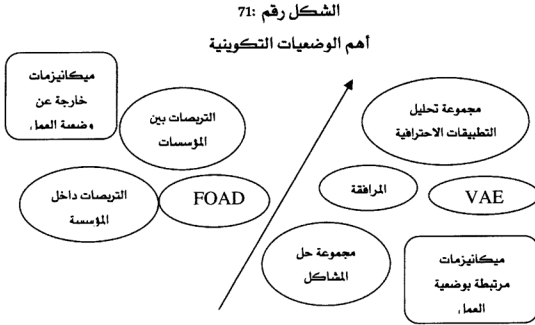 الشكل رقم 71:
أهم الوضعيات التكوينية
ميكانيزمات
خارجة عن
وضعية العمل
التربصات بين
المؤسسات
مجموعة تحليل
التطبيقات الاحترافية
التربصات داخل
المؤسسة
FOAD
المرافقة
VAE
مجموعة حل
المشاكل
ميكانيزمات
مرتبطة بوضعية
العمل